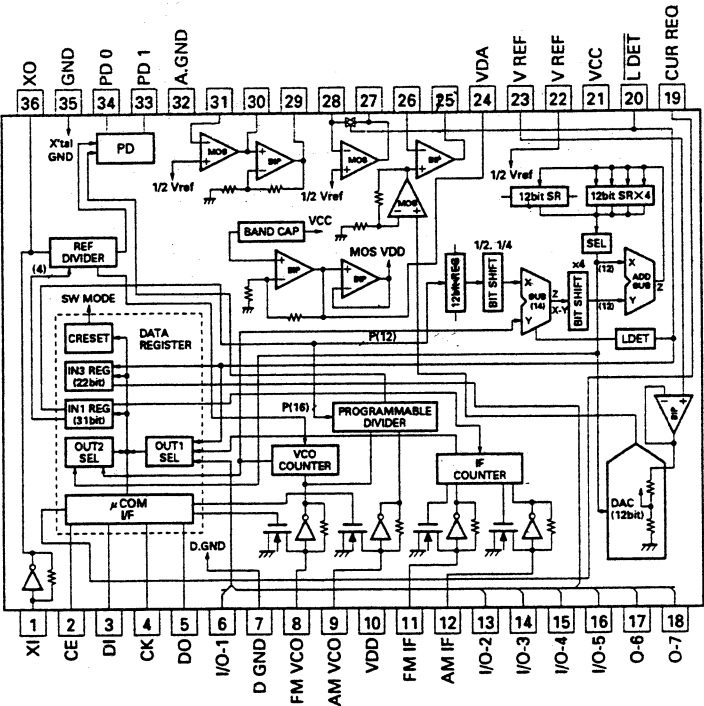 XO
GND
PD 0
PD 1
A.GND
VDA
V REF
V REF
VCC
L DET
CUR REQ
36
35
34
33
32
31
30
29
28
27
26
25
24
23
22
21
20
19
X'tal
GND
PD
MOS
BIP
MOS
BIP
MOS
1/2 Vref
1/2 Vref
1/2 Vref
12bit SR
12bit SR×4
SEL
BAND CAP
VCC
MOS VDD
BIP
BIP
REF
DIVIDER
(4)
1/2, 1/4
12bit REG
BIT SHIFT
X
Y
SUB
(14)
Z
X-Y
×4
BIT SHIFT
(12)
(12)
X
Y
ADD
SUB
Z
LDET
SW MODE
CRESET
DATA
REGISTER
IN3 REG
(22bit)
IN1 REG
(31bit)
OUT2
SEL
OUT1
SEL
μ COM
I/F
P(12)
P(16)
PROGRAMMABLE
DIVIDER
VCO
COUNTER
IF
COUNTER
BIP
DAC
(12bit)
D.GND
1
2
3
4
5
6
7
8
9
10
11
12
13
14
15
16
17
18
XI
CE
DI
CK
DO
I/O-1
D GND
FM VCO
AM VCO
VDD
FM IF
AM IF
I/O-2
I/O-3
I/O-4
I/O-5
O-6
O-7